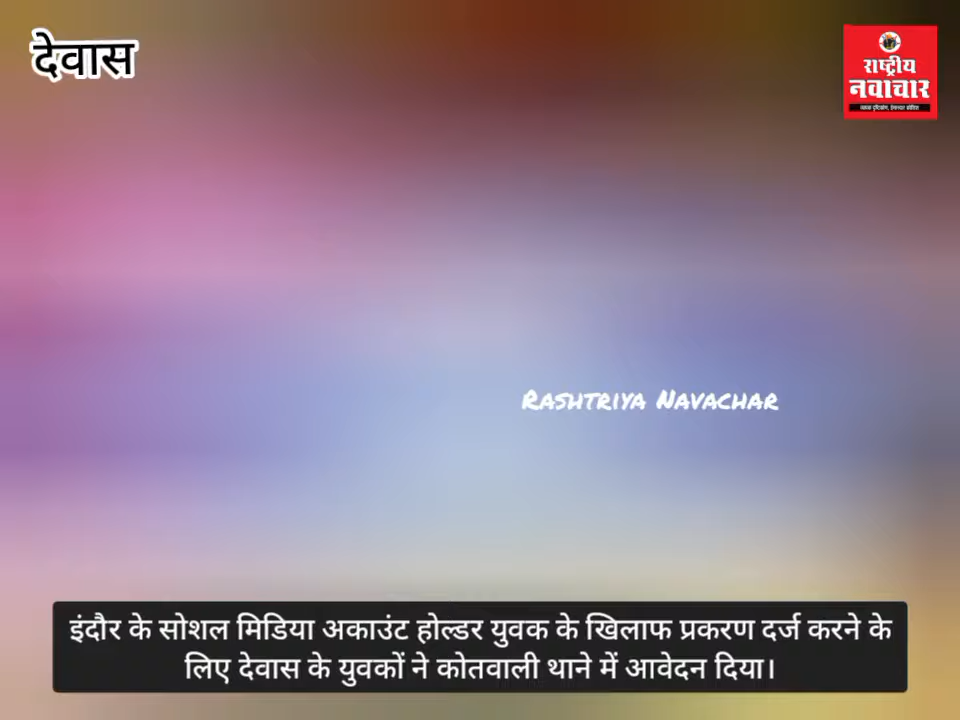 देवास
राष्ट्रीय
नवाचार
Rashtriya Navachar
इंदौर के सोशल मिडिया अकाउंट होल्डर युवक के खिलाफ प्रकरण दर्ज करने के
लिए देवास के युवकों ने कोतवाली थाने में आवेदन दिया।